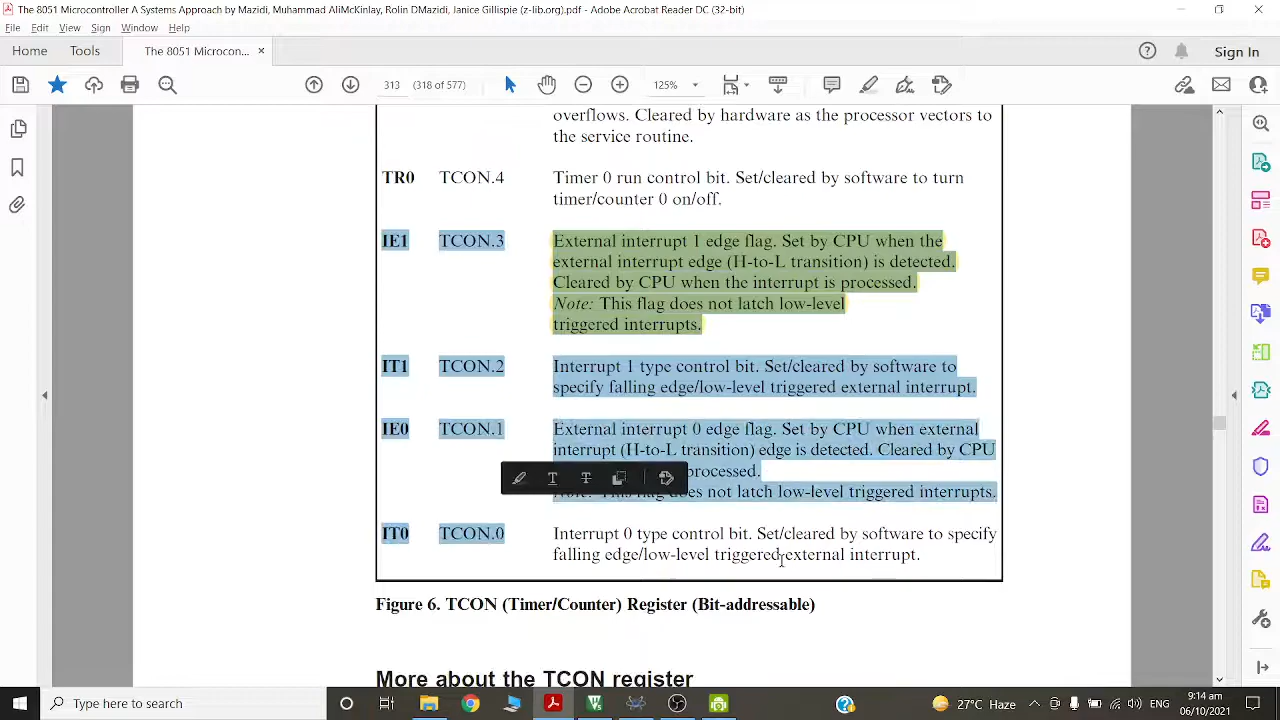 The 8051 Microcontroller A Systems Approach by Mazidi, Muhammad AliMcKinlay, Rolin DMazidi, Janice Gillispie (z-lib.org).pdf - Adobe Acrobat Reader DC (32-bit)
File Edit View Sign Window Help
Home Tools The 8051 Microcon... × Sign In
313 (318 of 577) 125%
overflows. Cleared by hardware as the processor vectors to
the service routine.
TR0 TCON.4 Timer 0 run control bit. Set/cleared by software to turn
timer/counter 0 on/off.
IE1 TCON.3 External interrupt 1 edge flag. Set by CPU when the
external interrupt edge (H-to-L transition) is detected.
Cleared by CPU when the interrupt is processed.
Note: This flag does not latch low-level
triggered interrupts.
IT1 TCON.2 Interrupt 1 type control bit. Set/cleared by software to
specify falling edge/low-level triggered external interrupt.
IE0 TCON.1 External interrupt 0 edge flag. Set by CPU when external
interrupt (H-to-L transition) edge is detected. Cleared by CPU
processed.
Note: This flag does not latch low-level triggered interrupts.
IT0 TCON.0 Interrupt 0 type control bit. Set/cleared by software to specify
falling edge/low-level triggered external interrupt.
Figure 6. TCON (Timer/Counter) Register (Bit-addressable)
More about the TCON register
Type here to search
27°C Haze
9:14 am
06/10/2021